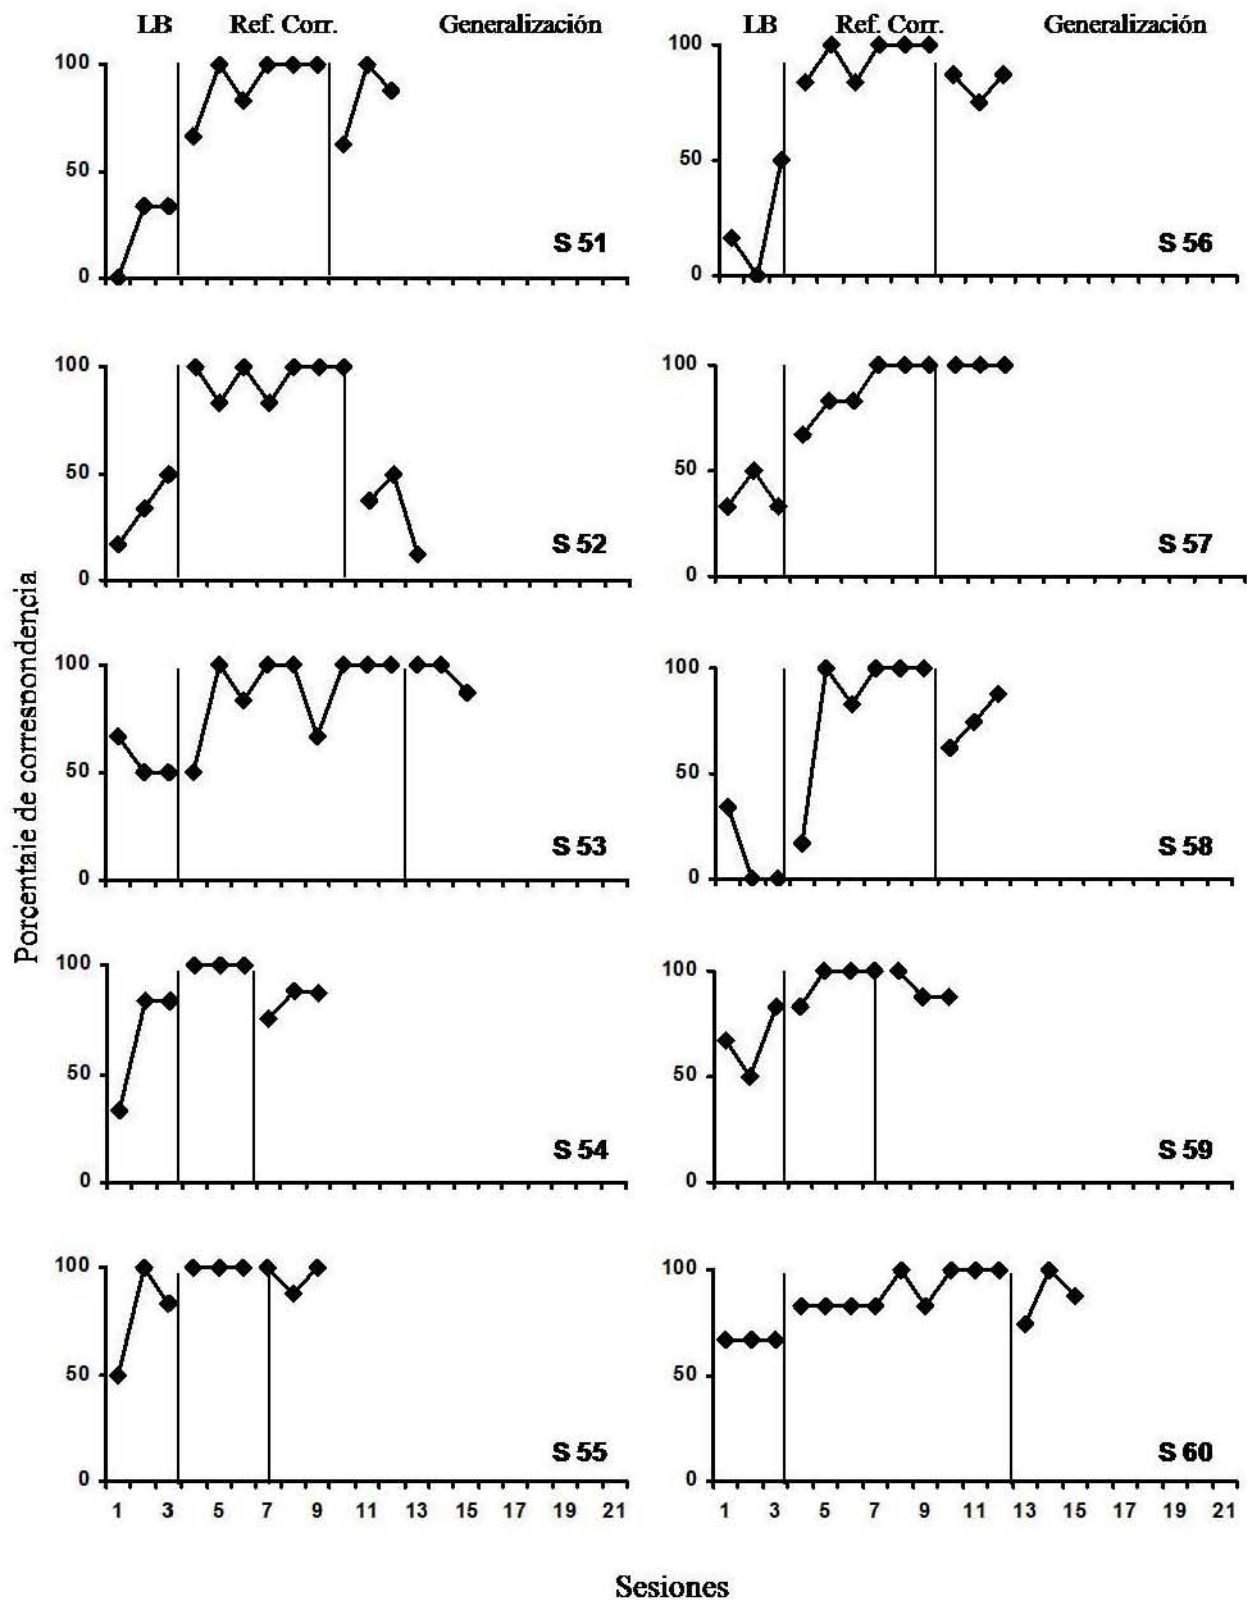 LB Ref. Corr. Generalización
LB Ref. Corr. Generalización
100
50
0
S 51
100
50
0
S 56
100
50
0
S 52
100
50
0
S 57
100
50
0
S 53
100
50
0
S 58
100
50
0
S 54
100
50
0
S 59
100
50
0
S 55
100
50
0
S 60
Porcentaje de correspondencia
1 3 5 7 9 11 13 15 17 19 21
1 3 5 7 9 11 13 15 17 19 21
Sesiones